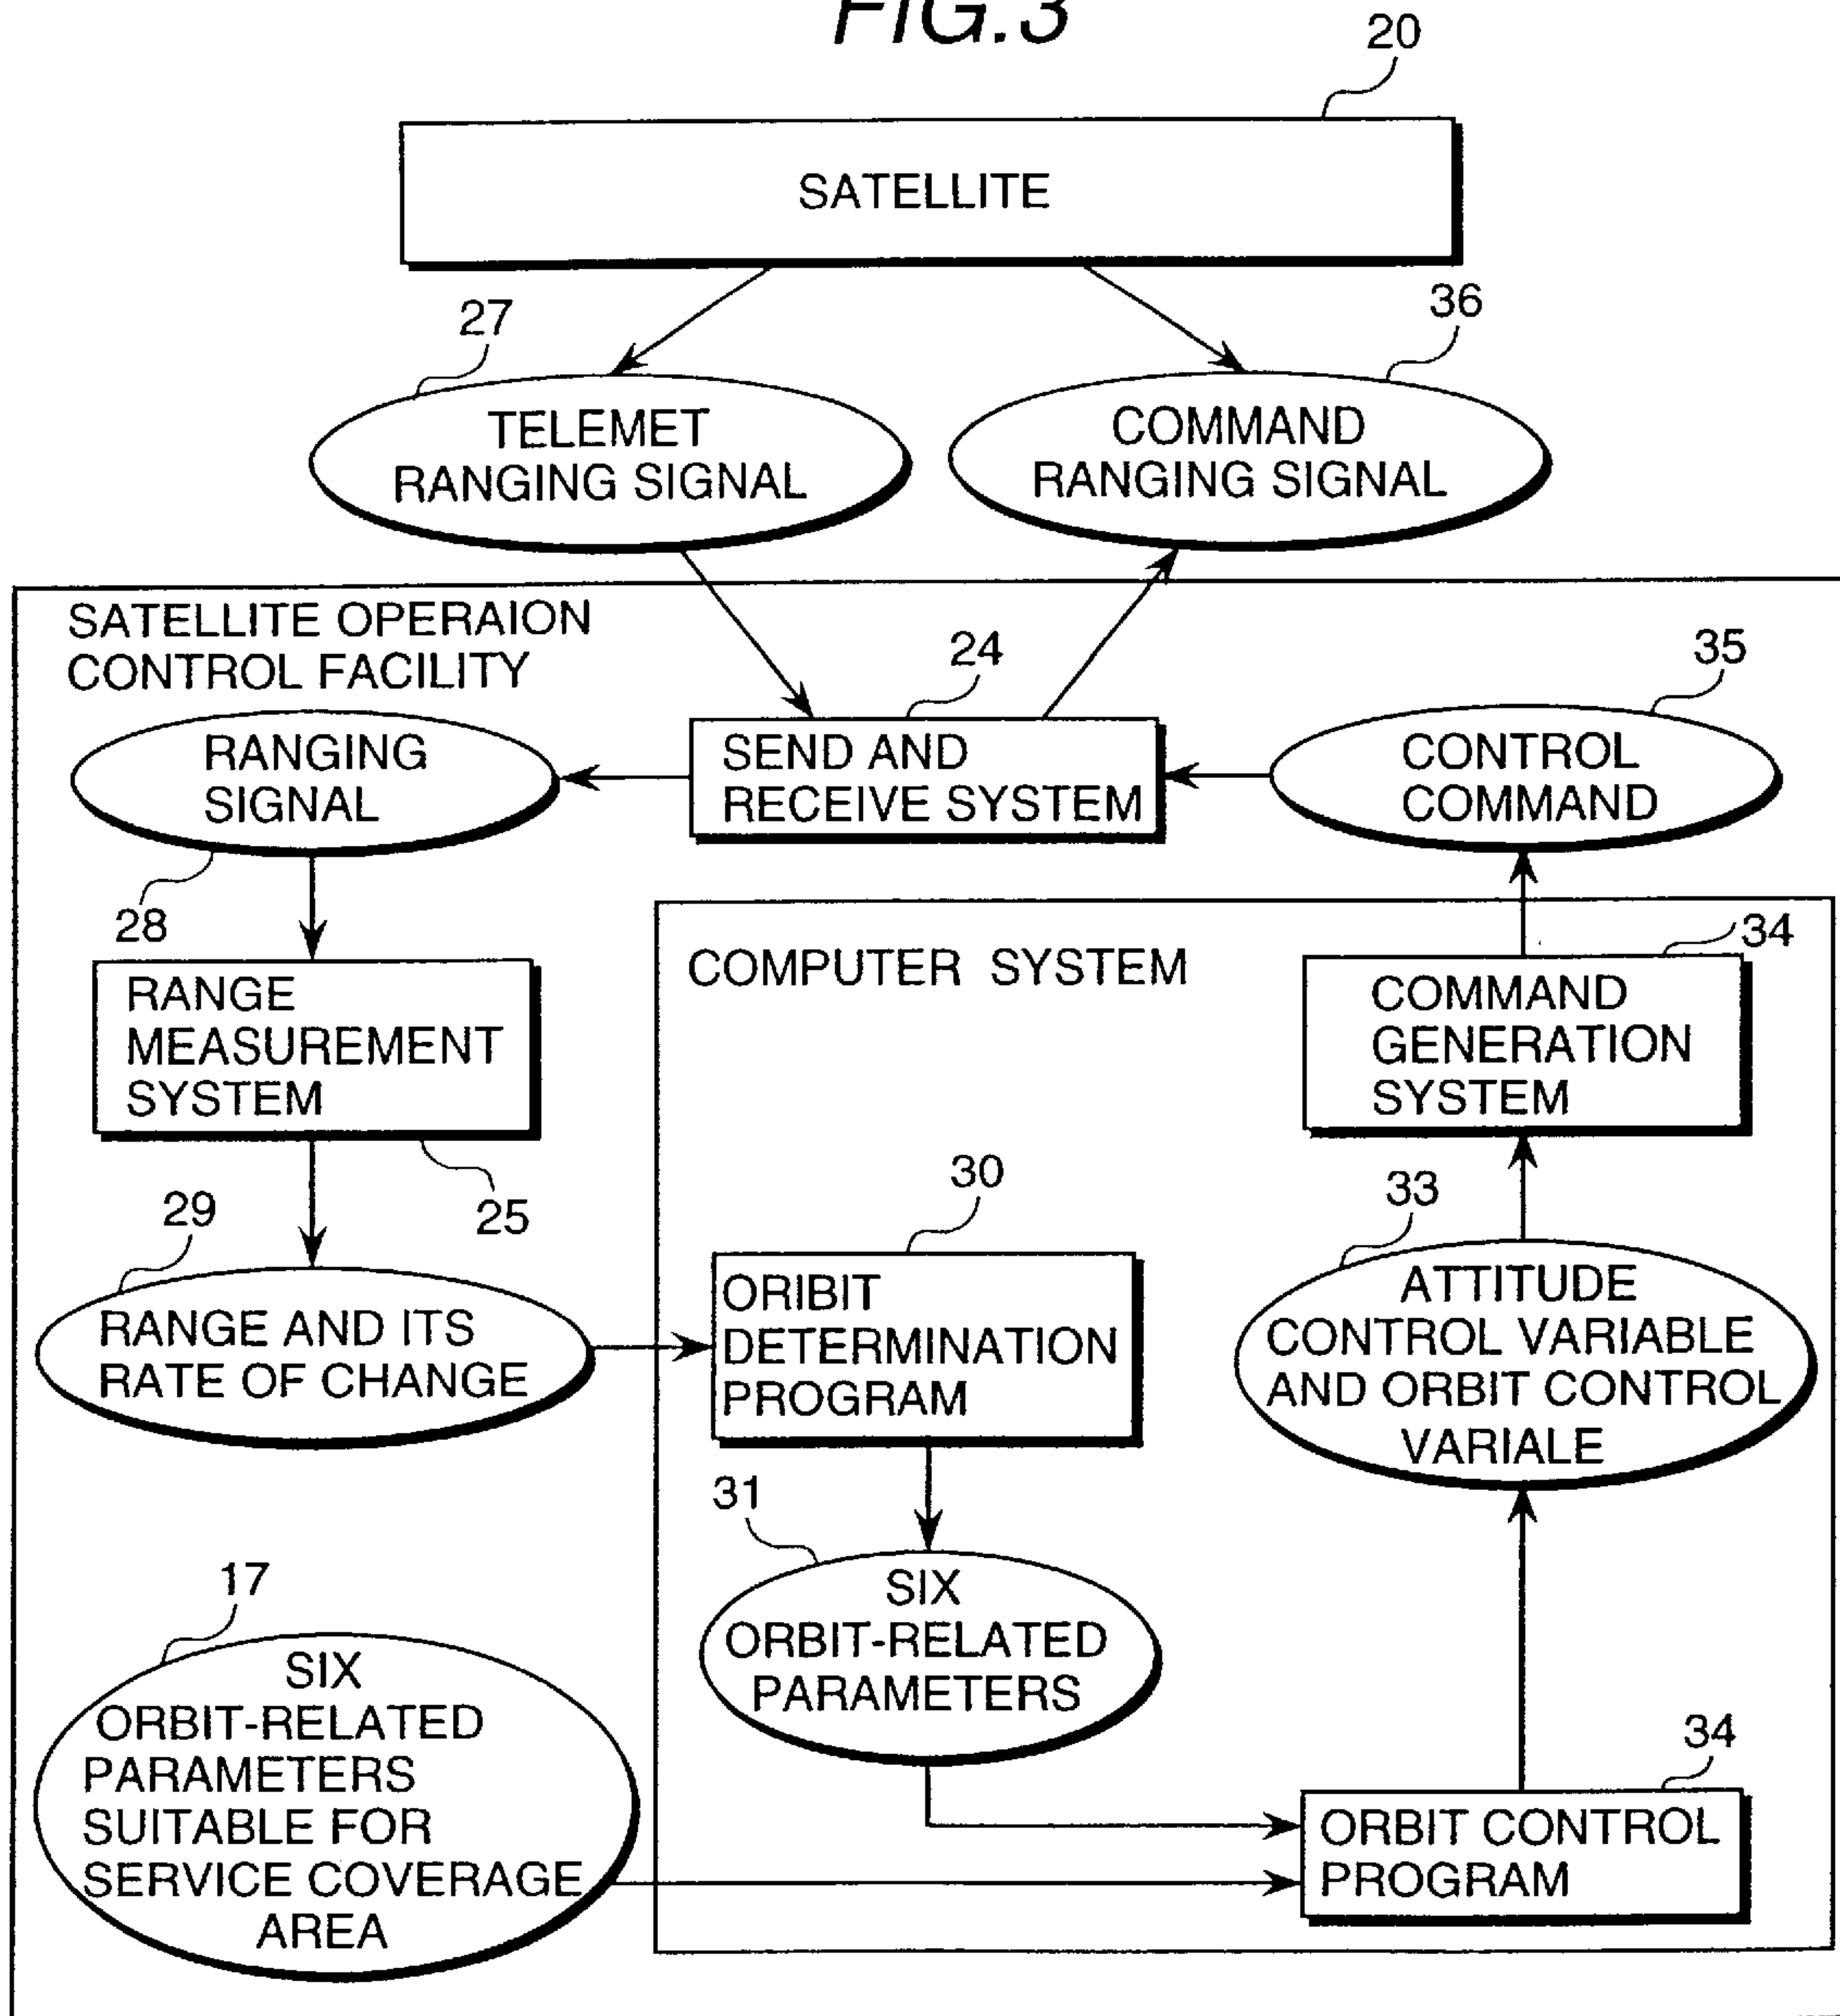 FIG.3
20
SATELLITE
27
36
TELEMET
RANGING SIGNAL
COMMAND
RANGING SIGNAL
SATELLITE OPERAION
CONTROL FACILITY
24
35
RANGING
SIGNAL
SEND AND
RECEIVE SYSTEM
CONTROL
COMMAND
28
34
COMPUTER SYSTEM
RANGE
MEASUREMENT
SYSTEM
COMMAND
GENERATION
SYSTEM
25
29
30
33
RANGE AND ITS
RATE OF CHANGE
ORIBIT
DETERMINATION
PROGRAM
ATTITUDE
CONTROL VARIABLE
AND ORBIT CONTROL
VARIALE
31
17
SIX
ORBIT-RELATED
PARAMETERS
SIX
ORBIT-RELATED
PARAMETERS
SUITABLE FOR
SERVICE COVERAGE
AREA
34
ORBIT CONTROL
PROGRAM